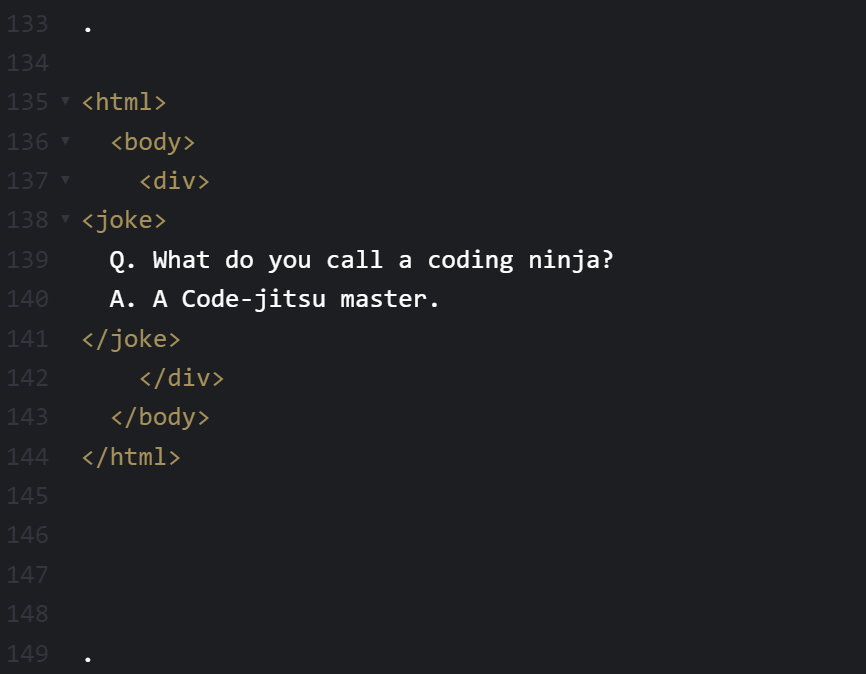 133 .
134
135 <html>
136 <body>
137 <div>
138 <joke>
139 Q. What do you call a coding ninja?
140 A. A Code-jitsu master.
141 </joke>
142 </div>
143 </body>
144 </html>
145
146
147
148
149 .